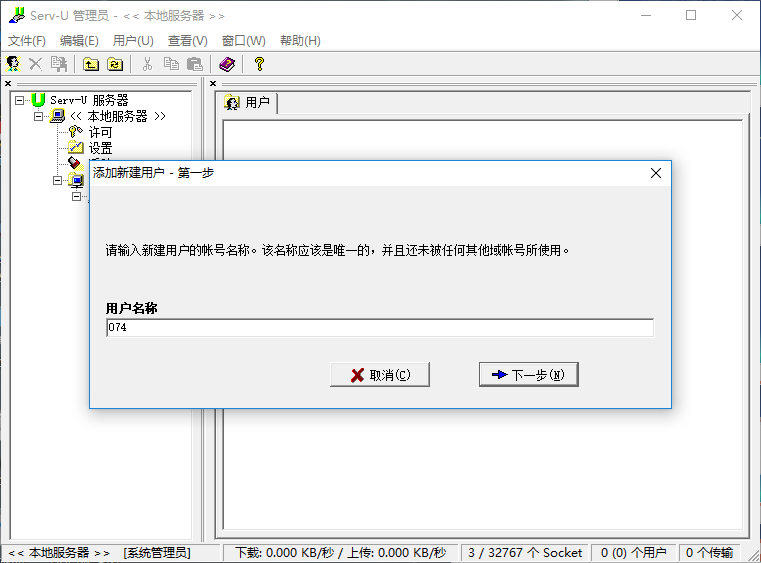 Serv-U 管理员 - << 本地服务器 >>
文件(F) 编辑(E) 用户(U) 查看(V) 窗口(W) 帮助(H)
Serv-U 服务器
<< 本地服务器 >>
许可
设置
用户
添加新建用户 - 第一步
请输入新建用户的帐号名称。该名称应该是唯一的，并且还未被任何其他域帐号所使用。
用户名称
074
取消(C) 下一步(N)
<< 本地服务器 >> [系统管理员] 下载: 0.000 KB/秒 / 上传: 0.000 KB/秒 3 / 32767 个 Socket 0 (0) 个用户 0 个传输